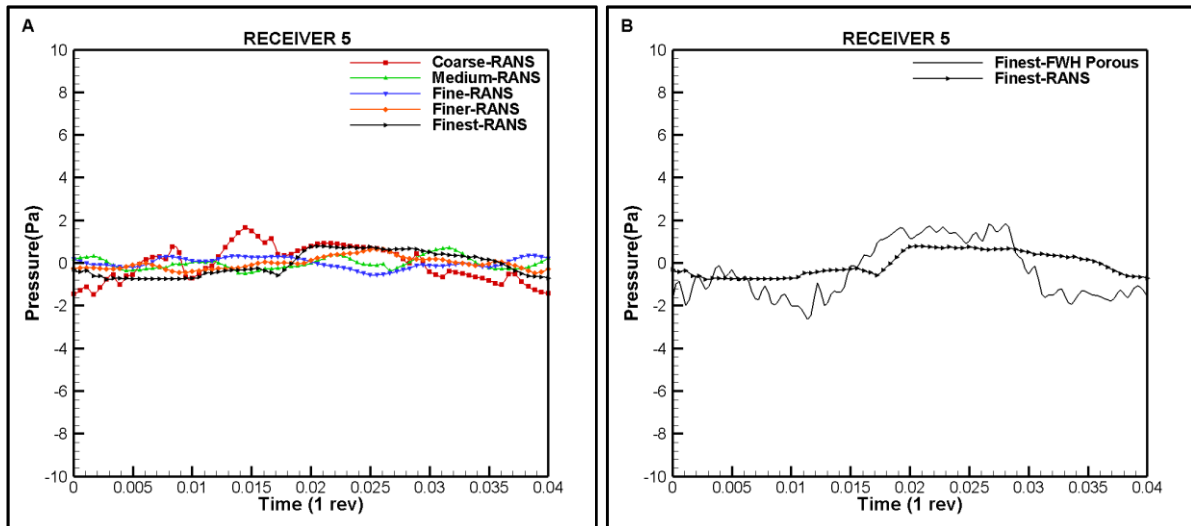 A
RECEIVER 5
Coarse-RANS
Medium-RANS
Fine-RANS
Finer-RANS
Finest-RANS
Pressure(Pa)
10
8
6
4
2
0
-2
-4
-6
-8
-10
0 0.005 0.01 0.015 0.02 0.025 0.03 0.035 0.04
Time (1 rev)
B
RECEIVER 5
Finest-FWH Porous
Finest-RANS
Pressure(Pa)
10
8
6
4
2
0
-2
-4
-6
-8
-10
0 0.005 0.01 0.015 0.02 0.025 0.03 0.035 0.04
Time (1 rev)